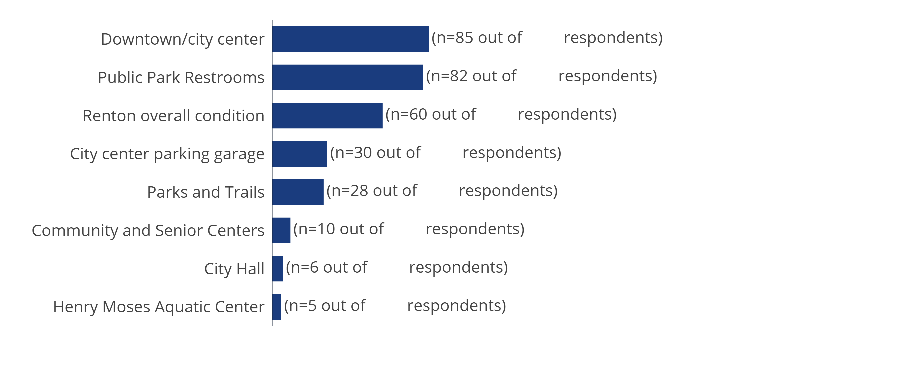 Downtown/city center (n=85 out of respondents)
Public Park Restrooms (n=82 out of respondents)
Renton overall condition (n=60 out of respondents)
City center parking garage (n=30 out of respondents)
Parks and Trails (n=28 out of respondents)
Community and Senior Centers (n=10 out of respondents)
City Hall (n=6 out of respondents)
Henry Moses Aquatic Center (n=5 out of respondents)